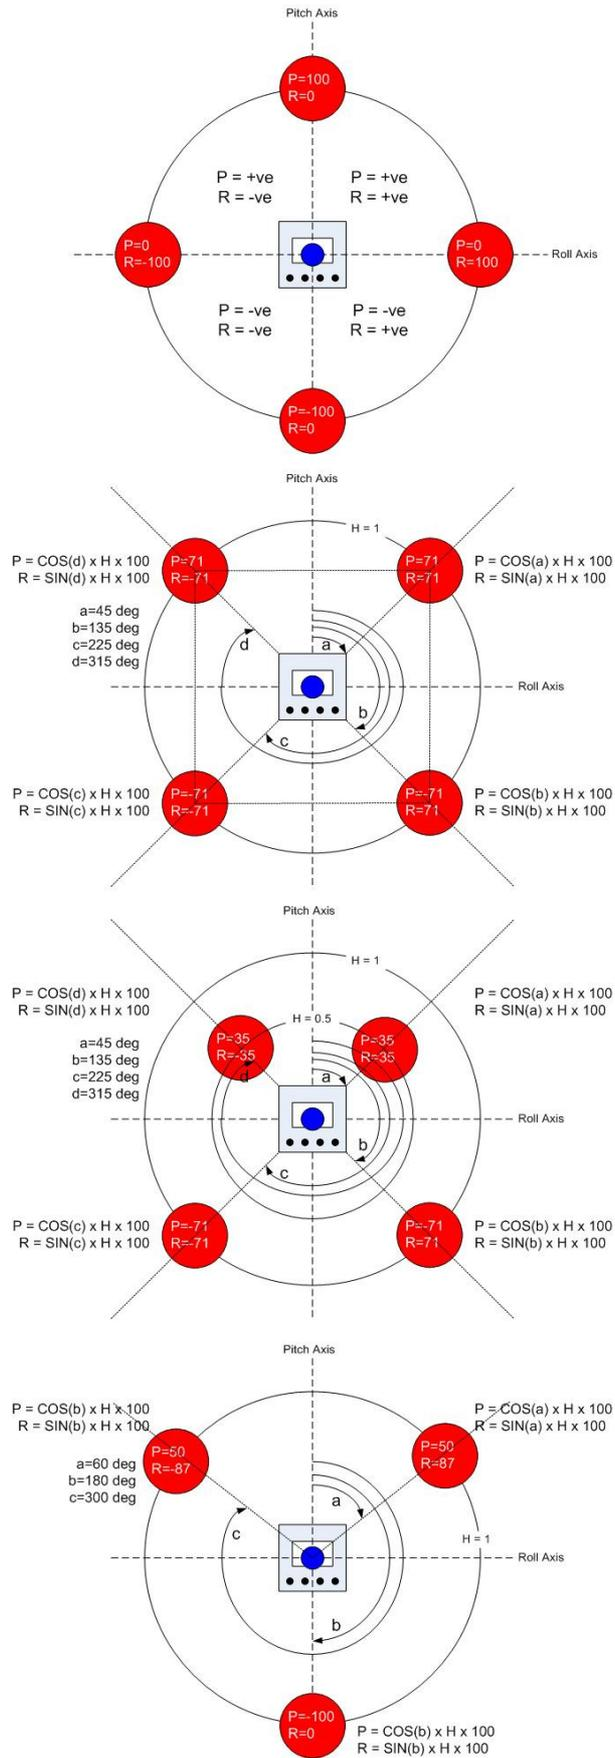 Pitch Axis
P=100
R=0
P = +ve
R = -ve
P = +ve
R = +ve
P=0
R=-100
P=0
R=100
Roll Axis
P = -ve
R = -ve
P = -ve
R = +ve
P=-100
R=0
Pitch Axis
H = 1
P = COS(d) x H x 100
R = SIN(d) x H x 100
P=71
R=-71
P=71
R=71
P = COS(a) x H x 100
R = SIN(a) x H x 100
a=45 deg
b=135 deg
c=225 deg
d=315 deg
d
a
Roll Axis
b
c
P = COS(c) x H x 100
R = SIN(c) x H x 100
P=-71
R=-71
P=-71
R=71
P = COS(b) x H x 100
R = SIN(b) x H x 100
Pitch Axis
H = 1
P = COS(d) x H x 100
R = SIN(d) x H x 100
P = COS(a) x H x 100
R = SIN(a) x H x 100
H = 0.5
a=45 deg
b=135 deg
c=225 deg
d=315 deg
P=35
R=-35
P=35
R=35
d
a
Roll Axis
b
c
P = COS(c) x H x 100
R = SIN(c) x H x 100
P=-71
R=-71
P=-71
R=71
P = COS(b) x H x 100
R = SIN(b) x H x 100
Pitch Axis
P = COS(b) x H x 100
R = SIN(b) x H x 100
P = COS(a) x H x 100
R = SIN(a) x H x 100
a=60 deg
b=180 deg
c=300 deg
P=50
R=-87
P=50
R=87
a
c
H = 1
Roll Axis
b
P=-100
R=0
P = COS(b) x H x 100
R = SIN(b) x H x 100